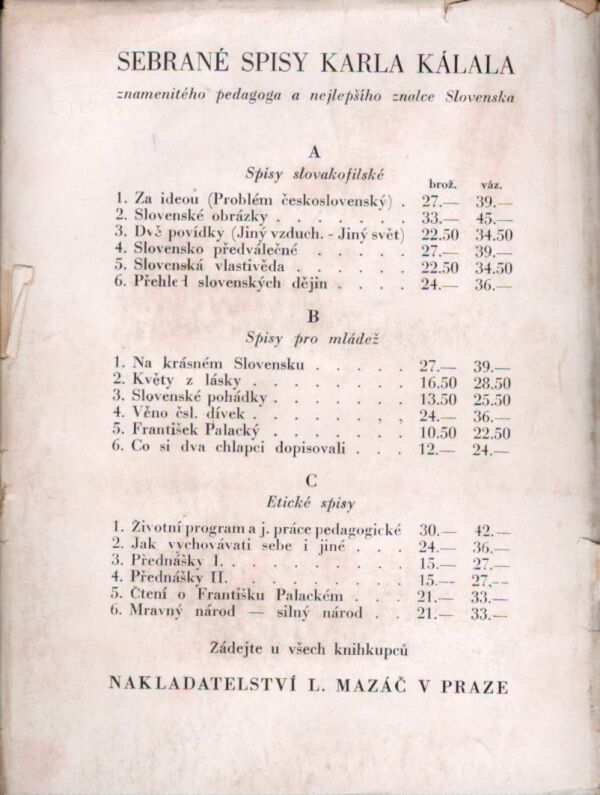 SEBRANÉ SPISY KARLA KÁLALA
znamenitého pedagoga a nejlepšího znalce Slovenska
A
Spisy slovakofilské
brož. váz.
1. Za ideou (Problém československý) . 27.— 39.—
2. Slovenské obrázky . . . . . . . 33.— 45.—
3. Dvě povídky (Jiný vzduch. - Jiný svět) 22.50 34.50
4. Slovensko předválečné . . . . . 27.— 39.—
5. Slovenská vlastivěda . . . . . . 22.50 34.50
6. Přehled slovenských dějin . . . . 24.— 36.—
B
Spisy pro mládež
1. Na krásném Slovensku . . . . . 27.— 39.—
2. Květy z lásky . . . . . . . . 16.50 28.50
3. Slovenské pohádky . . . . . . . 13.50 25.50
4. Věno čsl. dívek . . . . . . . . 24.— 36.—
5. František Palacký . . . . . . . 10.50 22.50
6. Co si dva chlapci dopisovali . . . 12.— 24.—
C
Etické spisy
1. Životní program a j. práce pedagogické 30.— 42.—
2. Jak vychovávati sebe i jiné . . . 24.— 36.—
3. Přednášky I. . . . . . . . . . 15.— 27.—
4. Přednášky II. . . . . . . . . 15.— 27.—
5. Čtení o Františku Palackém . . . 21.— 33.—
6. Mravný národ — silný národ . . 21.— 33.—
Žádejte u všech knihkupců
NAKLADATELSTVÍ L. MAZÁČ V PRAZE